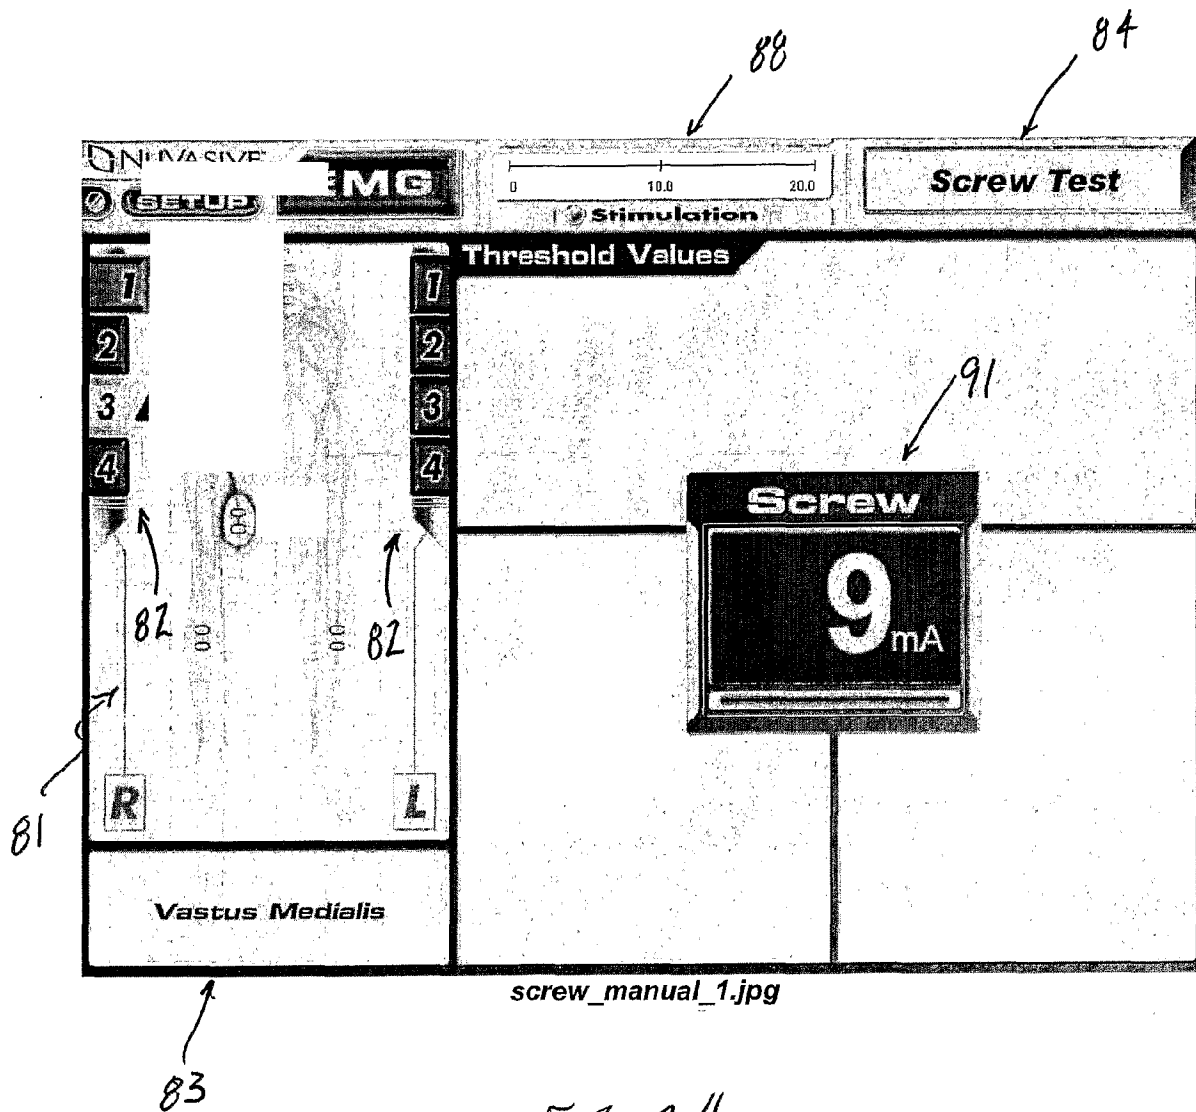 88
84
SETUP
EMG
0 10.0 20.0
Stimulation
Screw Test
Threshold Values
1 1
2 2
3 3
4 4
91
Screw
9 mA
82 82
81
R L
Vastus Medialis
screw_manual_1.jpg
83